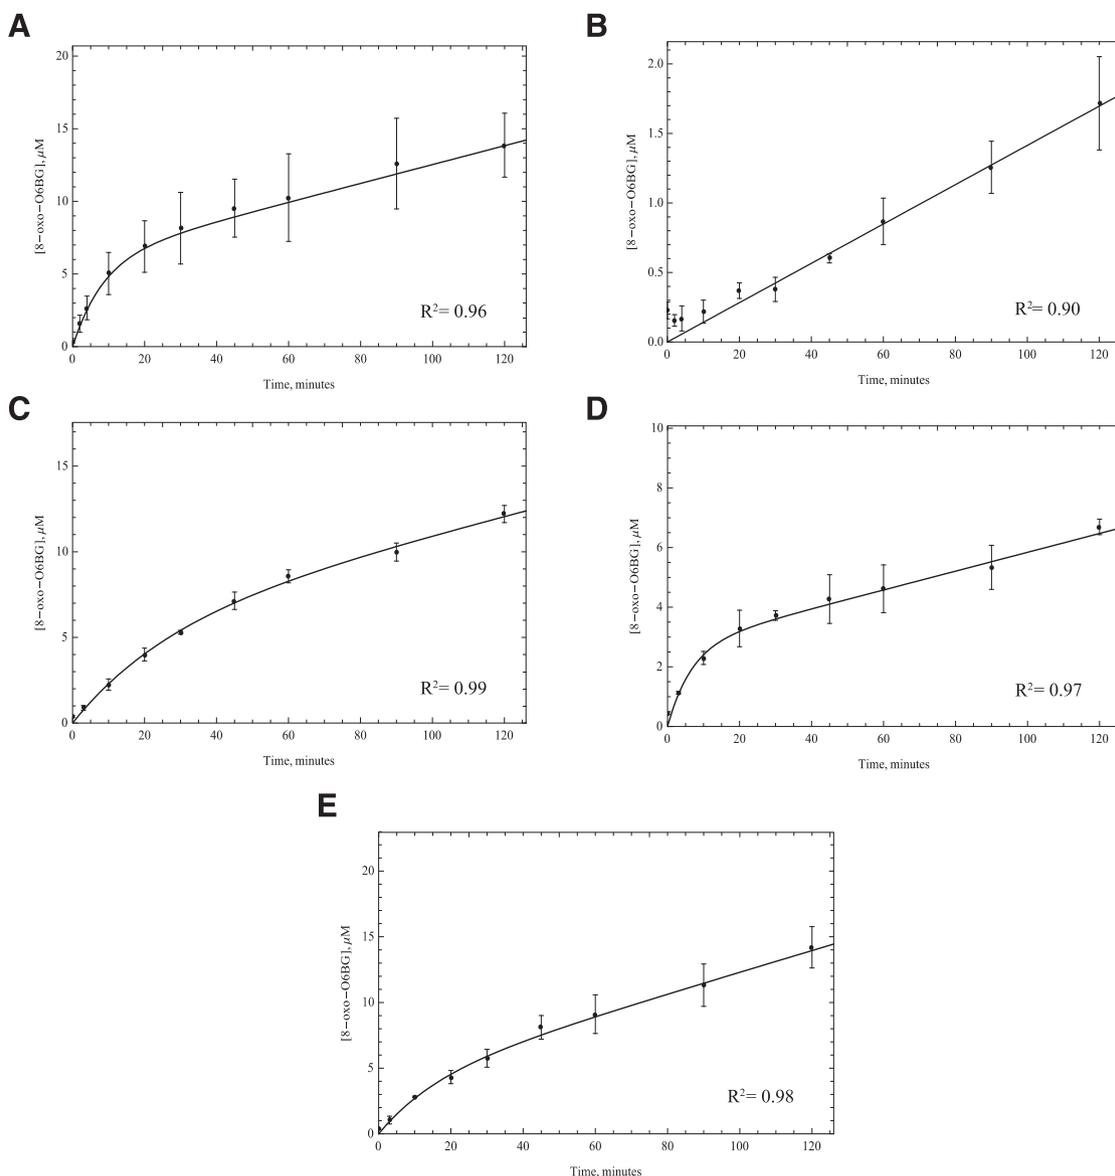 A
20
15
10
5
0
[8−oxo−O6BG], μM
R²= 0.96
0 20 40 60 80 100 120
Time, minutes
B
2.0
1.5
1.0
0.5
0.0
[8−oxo−O6BG], μM
R²= 0.90
0 20 40 60 80 100 120
Time, minutes
C
15
10
5
0
[8−oxo−O6BG], μM
R²= 0.99
0 20 40 60 80 100 120
Time, minutes
D
10
8
6
4
2
0
[8−oxo−O6BG], μM
R²= 0.97
0 20 40 60 80 100 120
Time, minutes
E
20
15
10
5
0
[8−oxo−O6BG], μM
R²= 0.98
0 20 40 60 80 100 120
Time, minutes